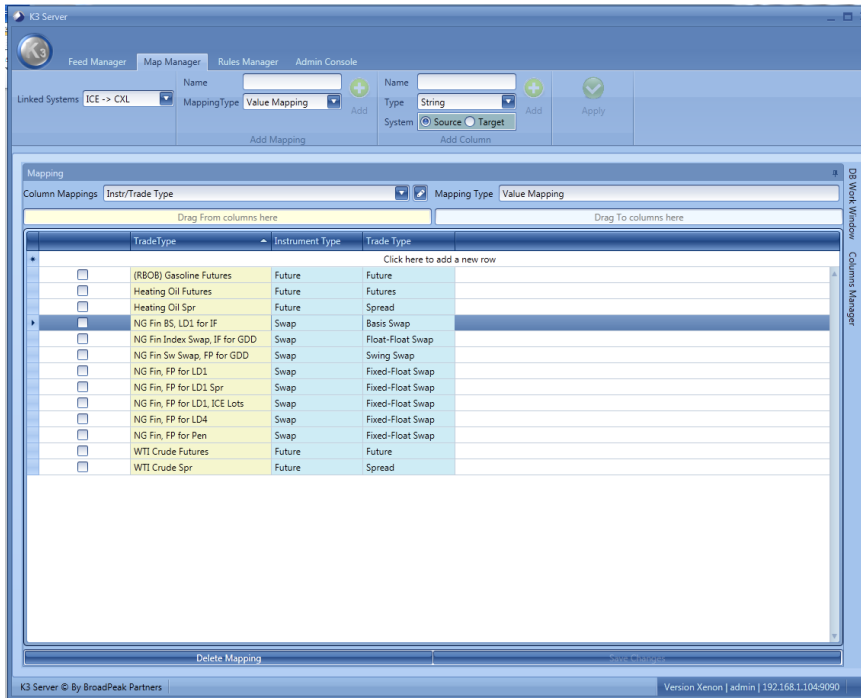 K3 Server
K3
Feed Manager Map Manager Rules Manager Admin Console
Linked Systems ICE -> CXL
Name
MappingType Value Mapping
Add
Add Mapping
Name
Type String
System Source Target
Add
Add Column
Apply
Mapping
Column Mappings Instr/Trade Type Mapping Type Value Mapping
Drag From columns here Drag To columns here
TradeType Instrument Type Trade Type
Click here to add a new row
(RBOB) Gasoline Futures Future Future
Heating Oil Futures Future Futures
Heating Oil Spr Future Spread
NG Fin BS, LD1 for IF Swap Basis Swap
NG Fin Index Swap, IF for GDD Swap Float-Float Swap
NG Fin Sw Swap, FP for GDD Swap Swing Swap
NG Fin, FP for LD1 Swap Fixed-Float Swap
NG Fin, FP for LD1 Spr Swap Fixed-Float Swap
NG Fin, FP for LD1, ICE Lots Swap Fixed-Float Swap
NG Fin, FP for LD4 Swap Fixed-Float Swap
NG Fin, FP for Pen Swap Fixed-Float Swap
WTI Crude Futures Future Future
WTI Crude Spr Future Spread
DB Work Window
Columns Manager
Delete Mapping Save Changes
K3 Server © By BroadPeak Partners Version Xenon | admin | 192.168.1.104:9090